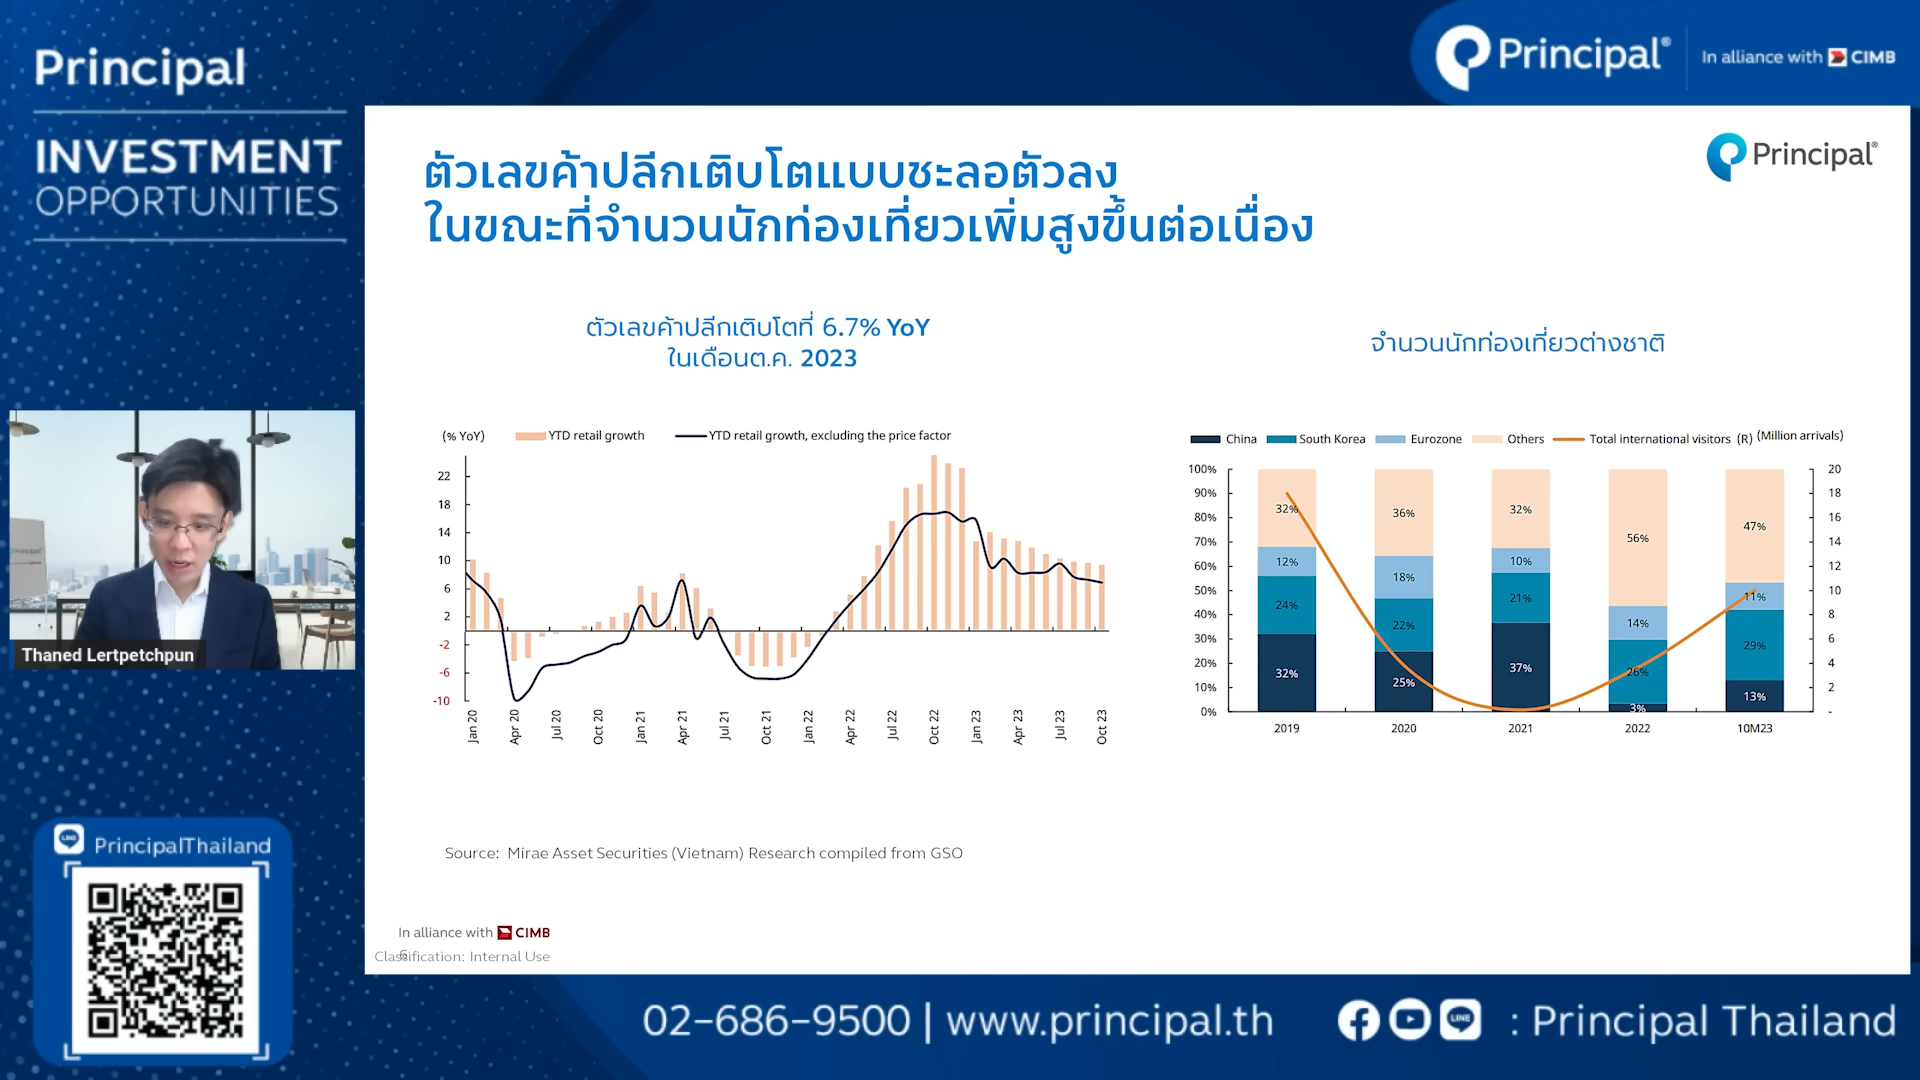 Principal
INVESTMENT
OPPORTUNITIES
Principal®
In alliance with CIMB
Principal®
ตัวเลขค้าปลีกเติบโตแบบชะลอตัวลง
ในขณะที่จำนวนนักท่องเที่ยวเพิ่มสูงขึ้นต่อเนื่อง
ตัวเลขค้าปลีกเติบโตที่ 6.7% YoY
ในเดือนต.ค. 2023
(% YoY) YTD retail growth YTD retail growth, excluding the price factor
22
18
14
10
6
2
-2
-6
-10
Jan 20 Apr 20 Jul 20 Oct 20 Jan 21 Apr 21 Jul 21 Oct 21 Jan 22 Apr 22 Jul 22 Oct 22 Jan 23 Apr 23 Jul 23 Oct 23
จำนวนนักท่องเที่ยวต่างชาติ
China South Korea Eurozone Others Total international visitors (R) (Million arrivals)
100% 20
90% 18
80% 16
70% 14
60% 12
50% 10
40% 8
30% 6
20% 4
10% 2
0% -
32% 36% 32% 56% 47%
12% 18% 10% 14% 11%
24% 22% 21% 26% 29%
32% 25% 37% 3% 13%
2019 2020 2021 2022 10M23
Source: Mirae Asset Securities (Vietnam) Research compiled from GSO
In alliance with CIMB
6
Classification: Internal Use
Thaned Lertpetchpun
LINE PrincipalThailand
02-686-9500 | www.principal.th
LINE : Principal Thailand